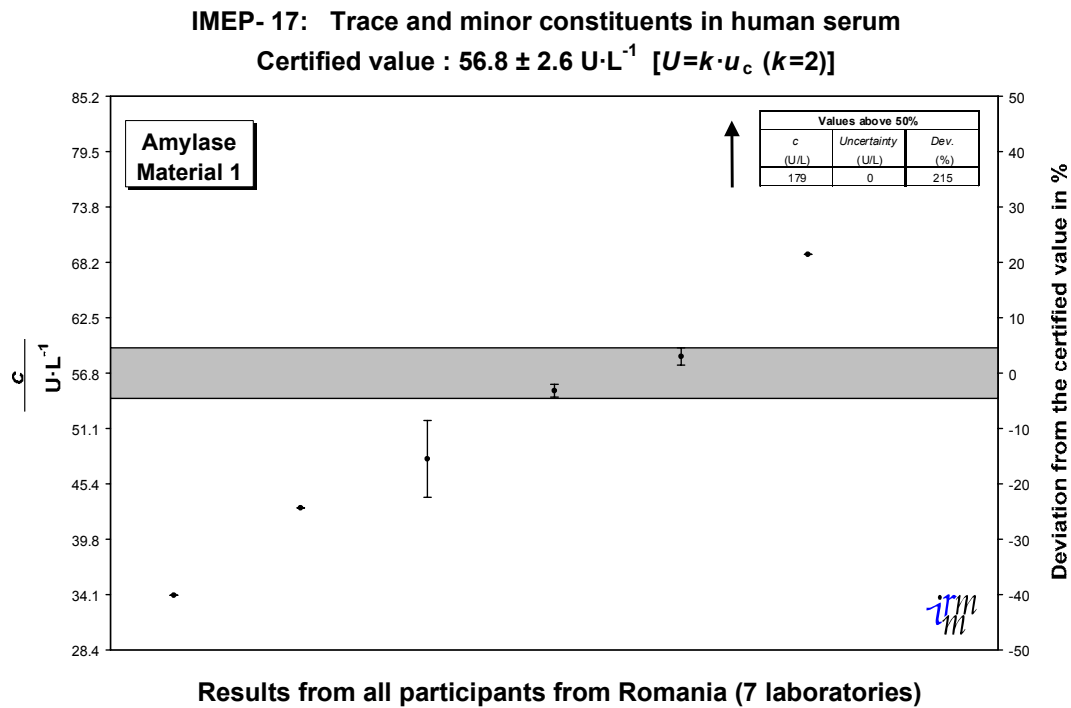 IMEP- 17: Trace and minor constituents in human serum
Certified value : 56.8 ± 2.6 U·L⁻¹ [U=k·u_c (k=2)]
85.2
79.5
73.8
68.2
62.5
56.8
51.1
45.4
39.8
34.1
28.4
c
U·L⁻¹
Amylase
Material 1
Values above 50%
c Uncertainty Dev.
(U/L) (U/L) (%)
179 0 215
50
40
30
20
10
0
-10
-20
-30
-40
-50
Deviation from the certified value in %
irmm
Results from all participants from Romania (7 laboratories)